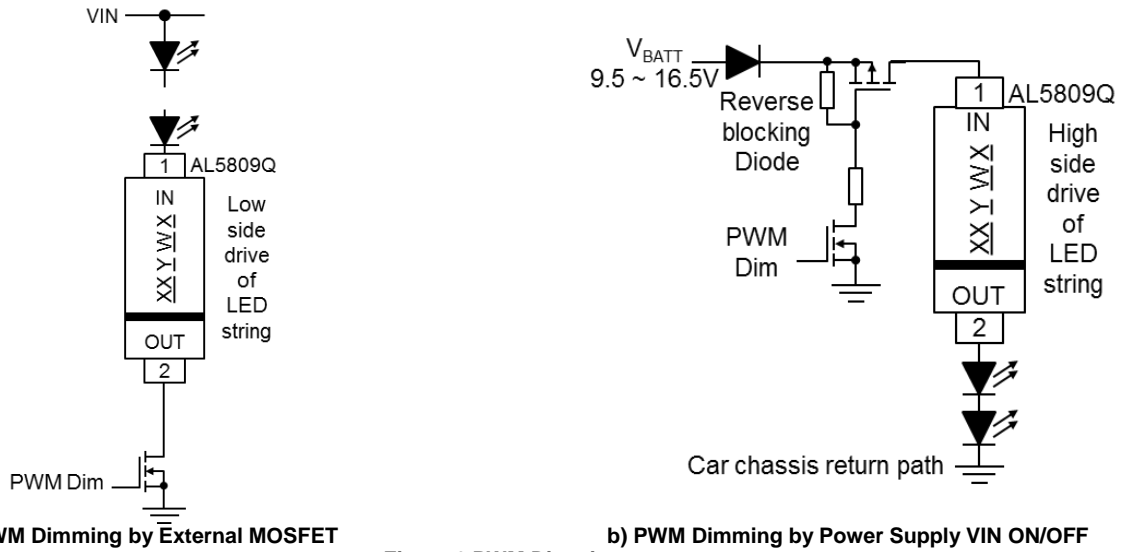 VIN
1 AL5809Q
IN
XX Y WX
Low
side
drive
of
LED
string
OUT
2
PWM Dim
WM Dimming by External MOSFET
VBATT
9.5 ~ 16.5V
Reverse
blocking
Diode
PWM
Dim
1 AL5809Q
IN
XX Y WX
High
side
drive
of
LED
string
OUT
2
Car chassis return path
b) PWM Dimming by Power Supply VIN ON/OFF